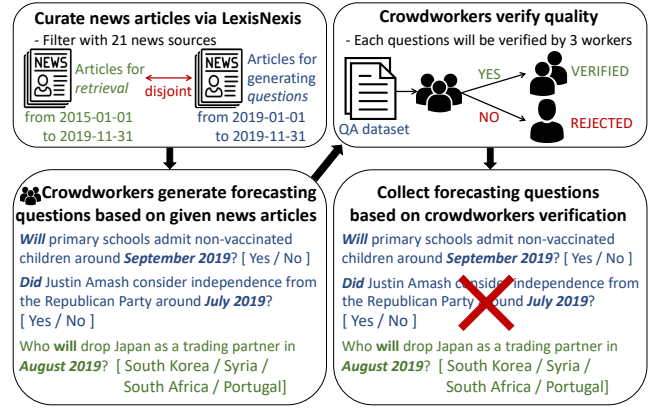 Curate news articles via LexisNexis
- Filter with 21 news sources
NEWS
Articles for
retrieval
disjoint
NEWS
Articles for
generating
questions
from 2015-01-01
to 2019-11-31
from 2019-01-01
to 2019-11-31
Crowdworkers verify quality
- Each questions will be verified by 3 workers
QA dataset
YES
VERIFIED
NO
REJECTED
Crowdworkers generate forecasting
questions based on given news articles
Will primary schools admit non-vaccinated
children around September 2019? [ Yes / No ]
Did Justin Amash consider independence from
the Republican Party around July 2019?
[ Yes / No ]
Who will drop Japan as a trading partner in
August 2019? [ South Korea / Syria /
South Africa / Portugal]
Collect forecasting questions
based on crowdworkers verification
Will primary schools admit non-vaccinated
children around September 2019? [ Yes / No ]
Did Justin Amash consider independence from
the Republican Party around July 2019?
[ Yes / No ]
Who will drop Japan as a trading partner in
August 2019? [ South Korea / Syria /
South Africa / Portugal]